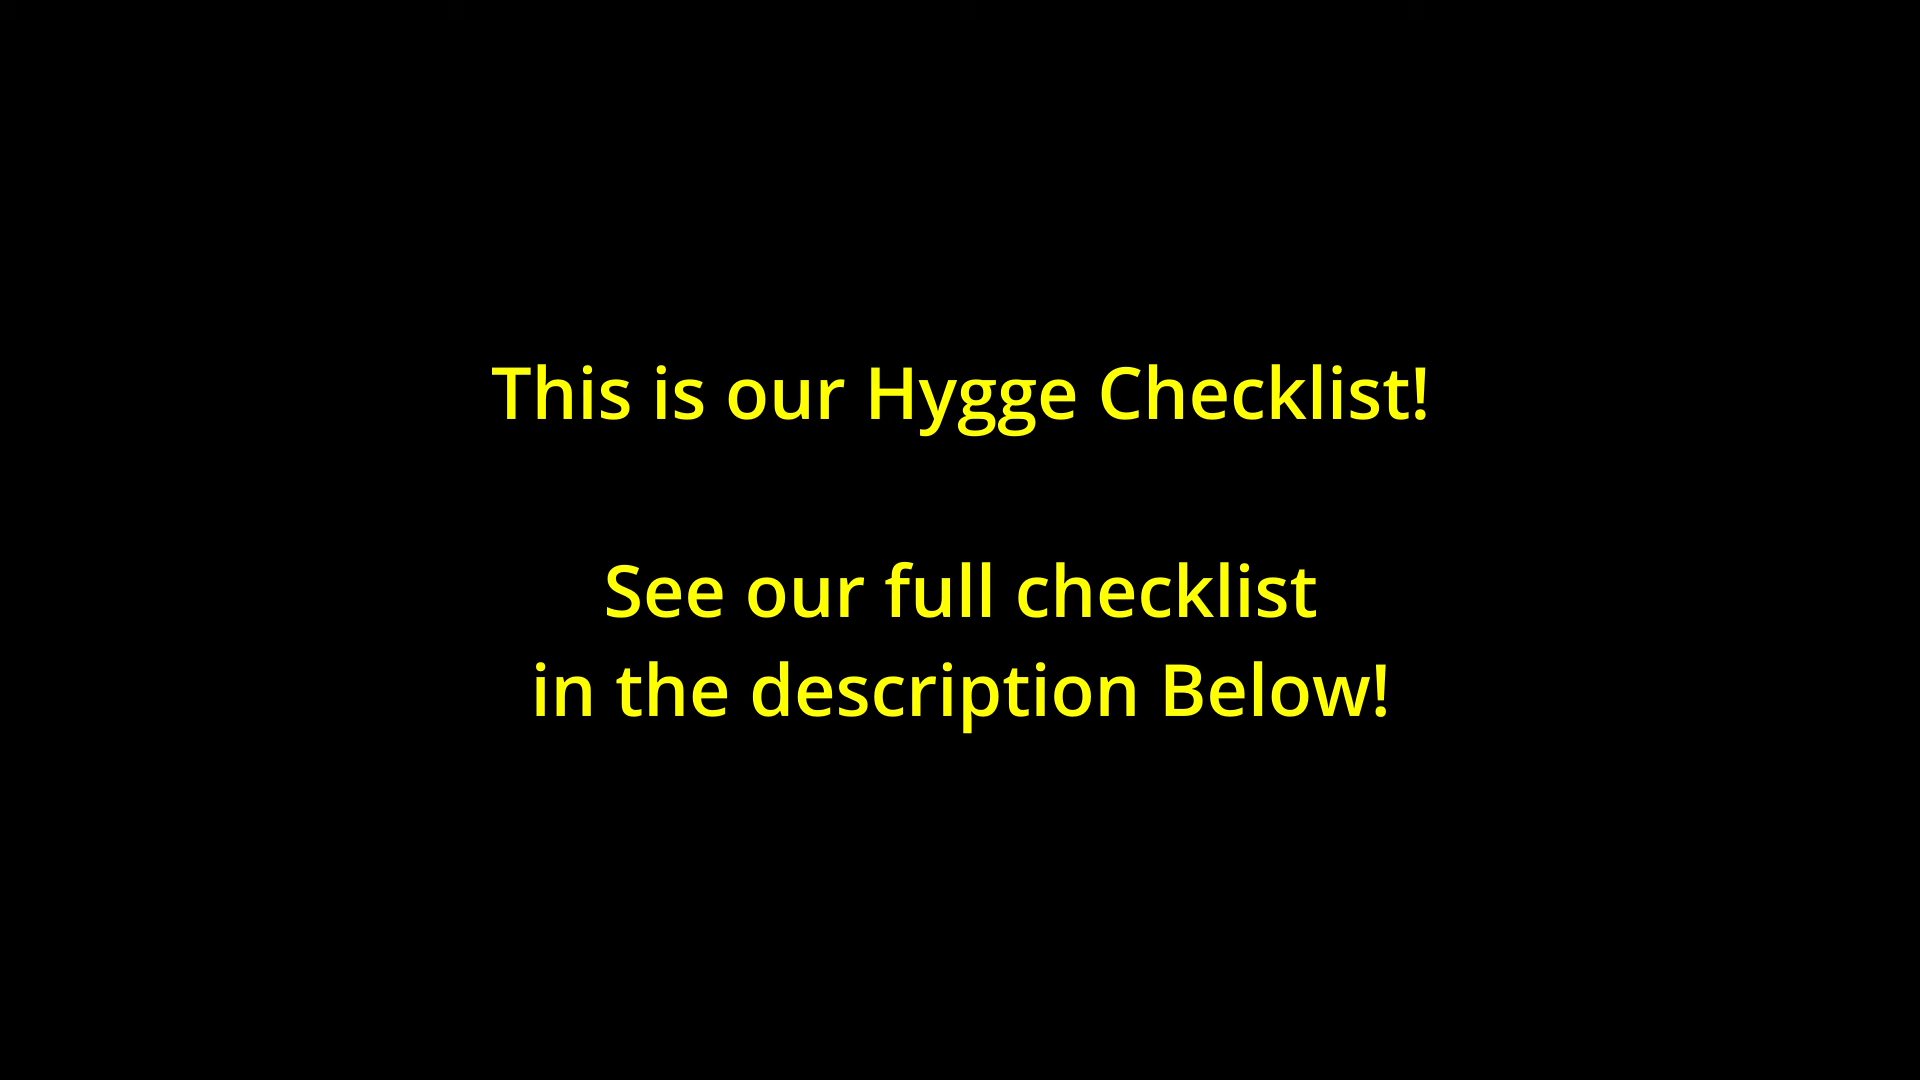 This is our Hygge Checklist!
See our full checklist
in the description Below!